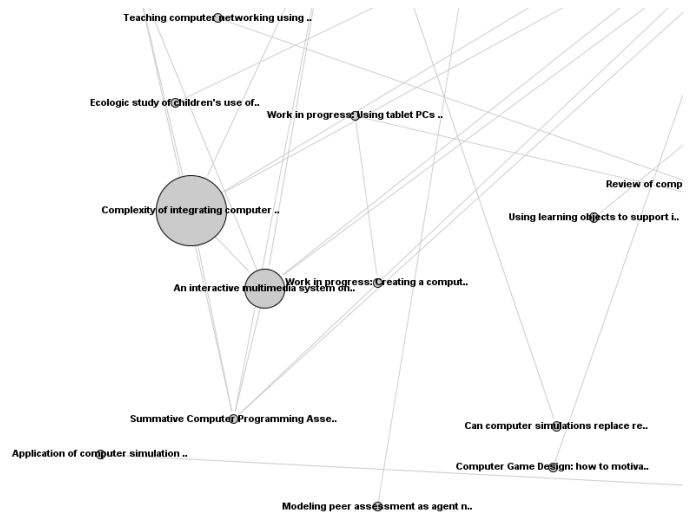 Teaching computer networking using ..
Ecologic study of children's use of..
Work in progress: Using tablet PCs ..
Review of comp
Complexity of integrating computer ..
Using learning objects to support i..
An interactive multimedia system on..
Work in progress: Creating a comput..
Summative Computer Programming Asse..
Can computer simulations replace re..
Application of computer simulation ..
Computer Game Design: how to motiva..
Modeling peer assessment as agent n..